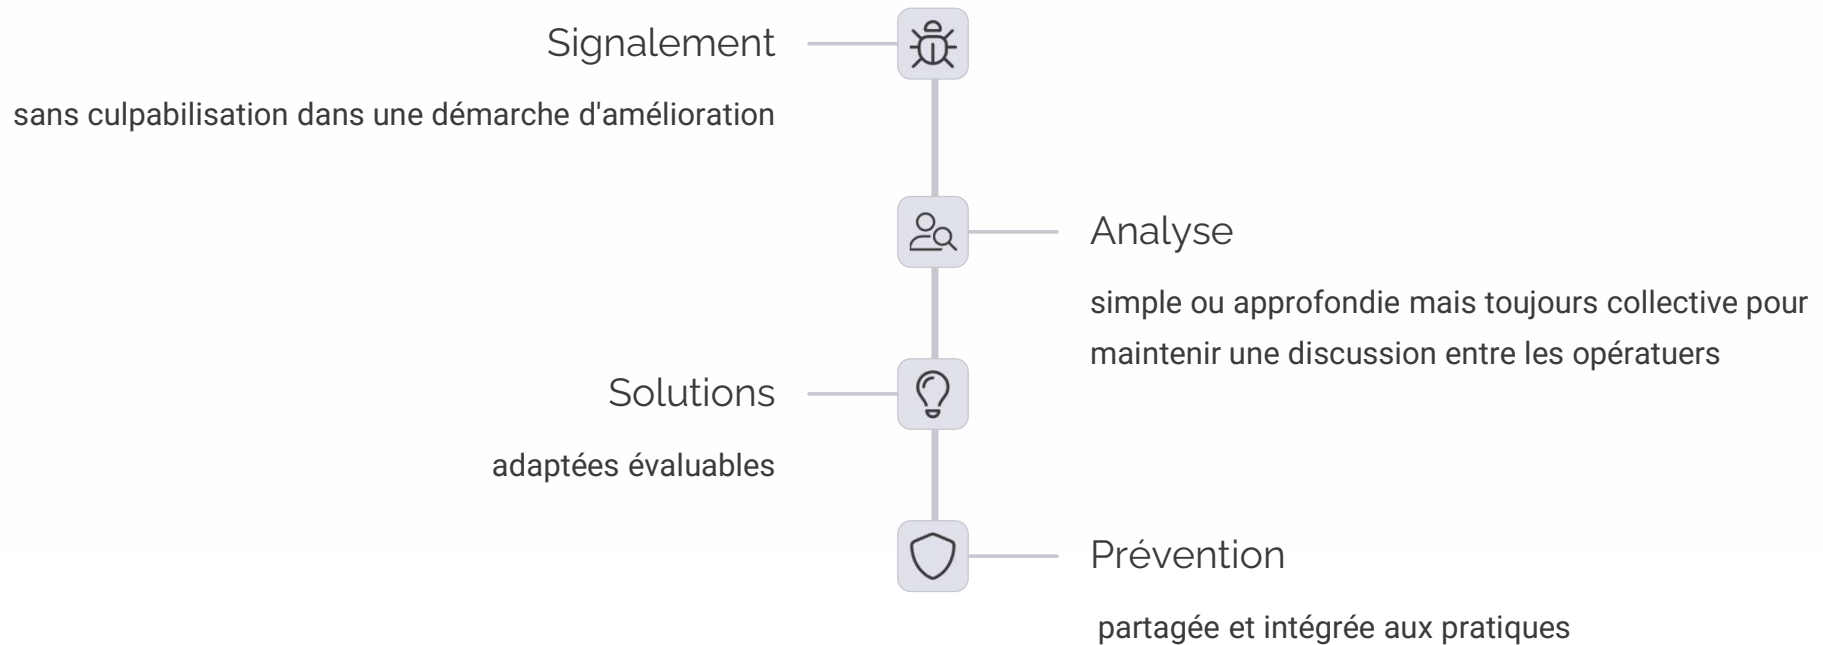 Signalement
sans culpabilisation dans une démarche d'amélioration
Analyse
simple ou approfondie mais toujours collective pour
maintenir une discussion entre les opératuers
Solutions
adaptées évaluables
Prévention
partagée et intégrée aux pratiques